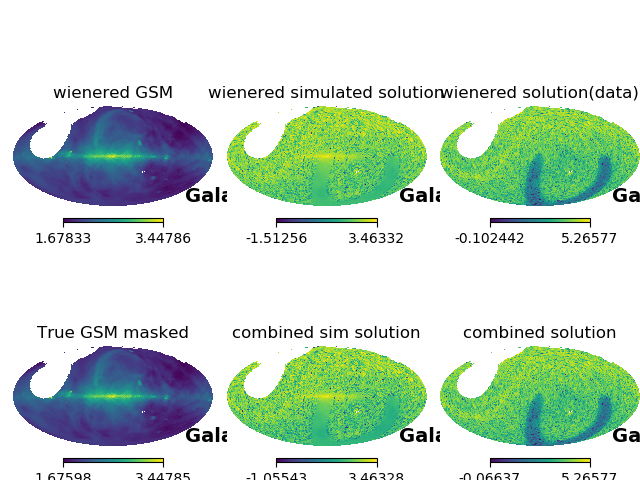 wienered GSM
wienered simulated solution
wienered solution(data)
Gala
Gala
Ga
1.67833
3.44786
-1.51256
3.46332
-0.102442
5.26577
True GSM masked
combined sim solution
combined solution
Gala
Gala
Ga
1.67598
3.44785
-1.05543
3.46328
-0.06637
5.26577